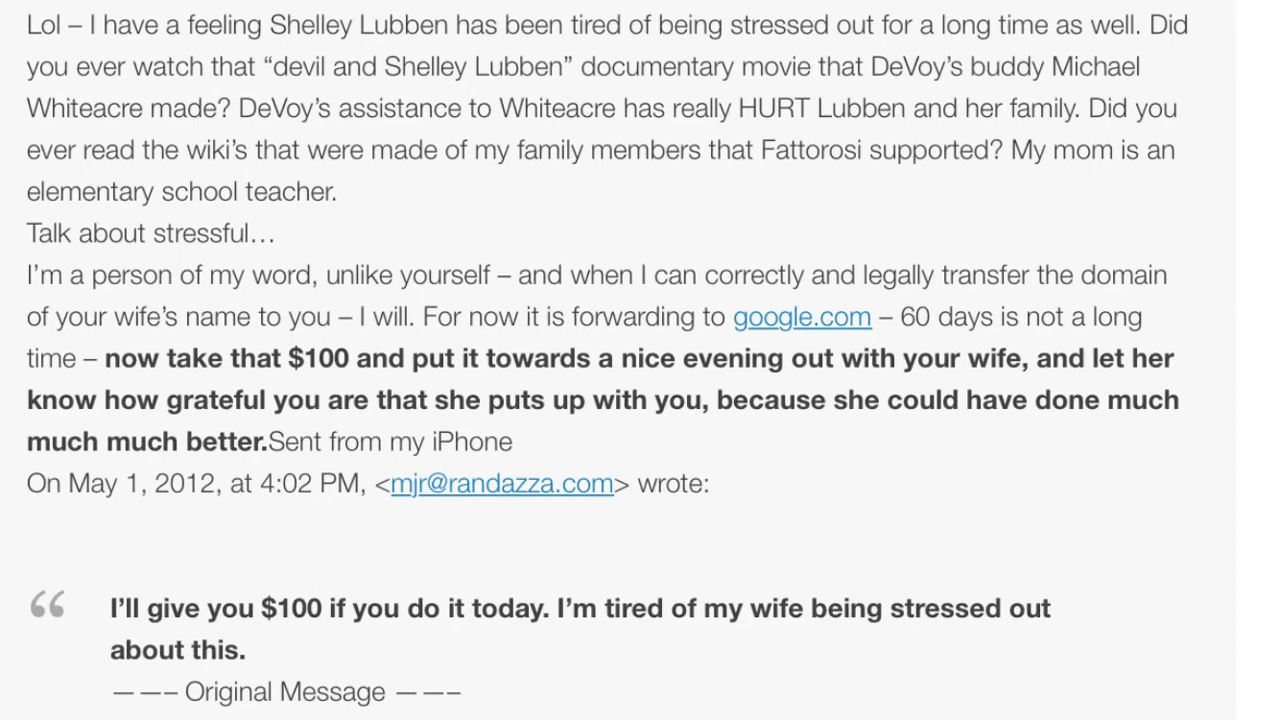 Lol – I have a feeling Shelley Lubben has been tired of being stressed out for a long time as well. Did
you ever watch that “devil and Shelley Lubben” documentary movie that DeVoy’s buddy Michael
Whiteacre made? DeVoy’s assistance to Whiteacre has really HURT Lubben and her family. Did you
ever read the wiki’s that were made of my family members that Fattorosi supported? My mom is an
elementary school teacher.
Talk about stressful…
I’m a person of my word, unlike yourself – and when I can correctly and legally transfer the domain
of your wife’s name to you – I will. For now it is forwarding to google.com – 60 days is not a long
time – now take that $100 and put it towards a nice evening out with your wife, and let her
know how grateful you are that she puts up with you, because she could have done much
much much better.Sent from my iPhone
On May 1, 2012, at 4:02 PM, <mjr@randazza.com> wrote:
“
I’ll give you $100 if you do it today. I’m tired of my wife being stressed out
about this.
— —– Original Message — —–